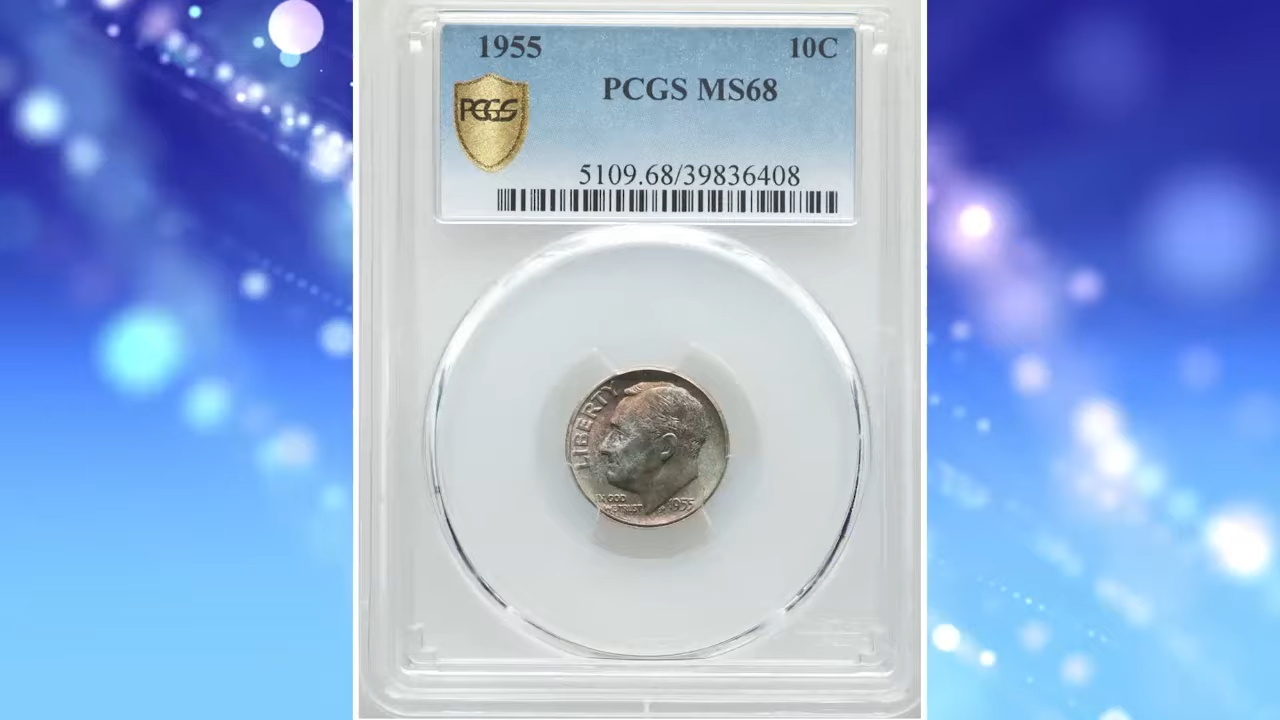 1955 10C
PCGS MS68
PCGS
5109.68/39836408
LIBERTY
IN GOD
WE TRUST
1955